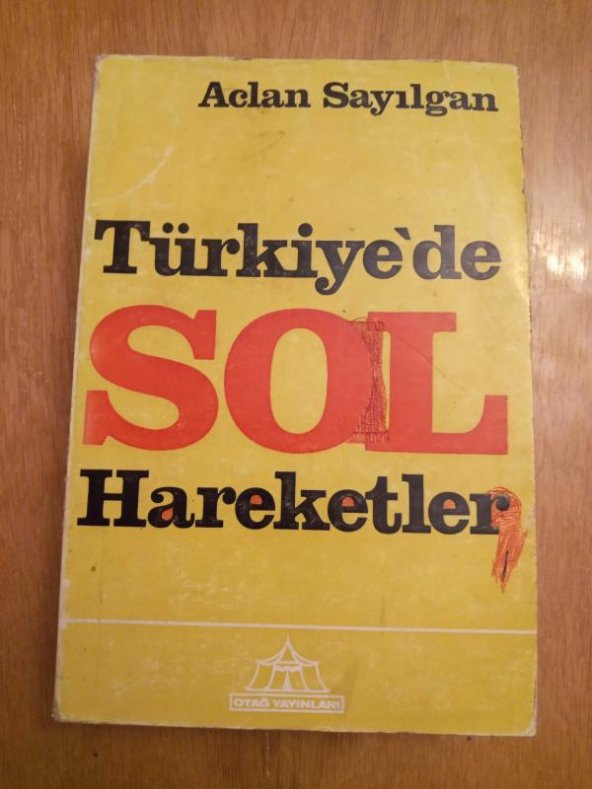 Aclan Sayılgan
Türkiye'de
SOL
Hareketler
OTAĞ YAYINLARI